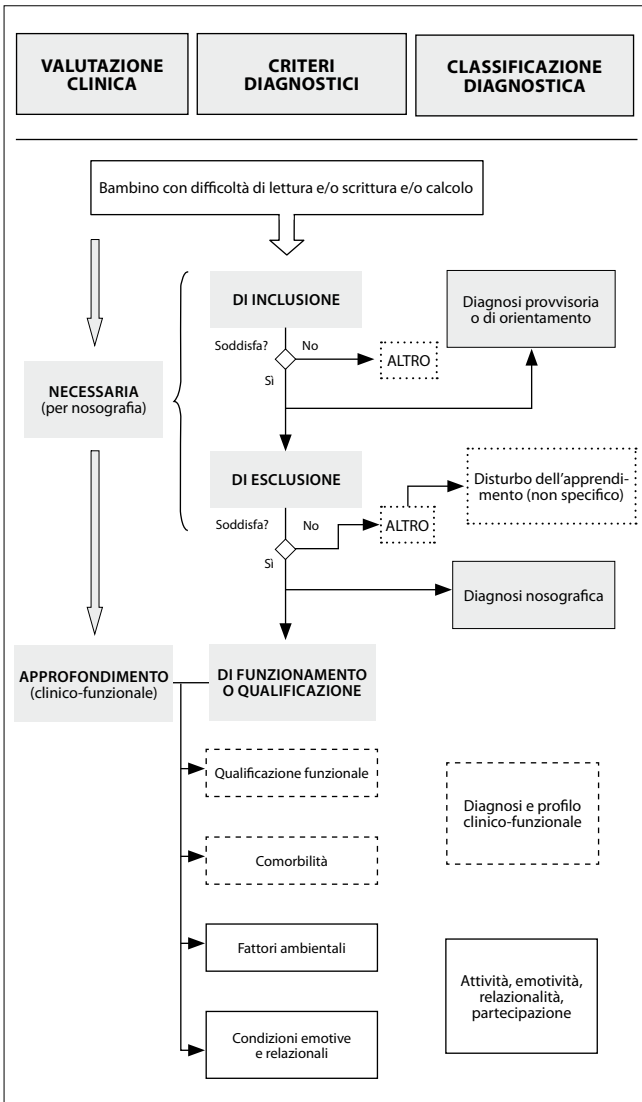 VALUTAZIONE
CLINICA
CRITERI
DIAGNOSTICI
CLASSIFICAZIONE
DIAGNOSTICA
Bambino con difficoltà di lettura e/o scrittura e/o calcolo
DI INCLUSIONE
Diagnosi provvisoria
o di orientamento
Soddisfa?
No
ALTRO
Sì
NECESSARIA
(per nosografia)
DI ESCLUSIONE
Disturbo dell’apprendi-
mento (non specifico)
Soddisfa?
No
ALTRO
Sì
Diagnosi nosografica
APPROFONDIMENTO
(clinico-funzionale)
DI FUNZIONAMENTO
O QUALIFICAZIONE
Qualificazione funzionale
Diagnosi e profilo
clinico-funzionale
Comorbilità
Fattori ambientali
Attività, emotività,
relazionalità,
partecipazione
Condizioni emotive
e relazionali